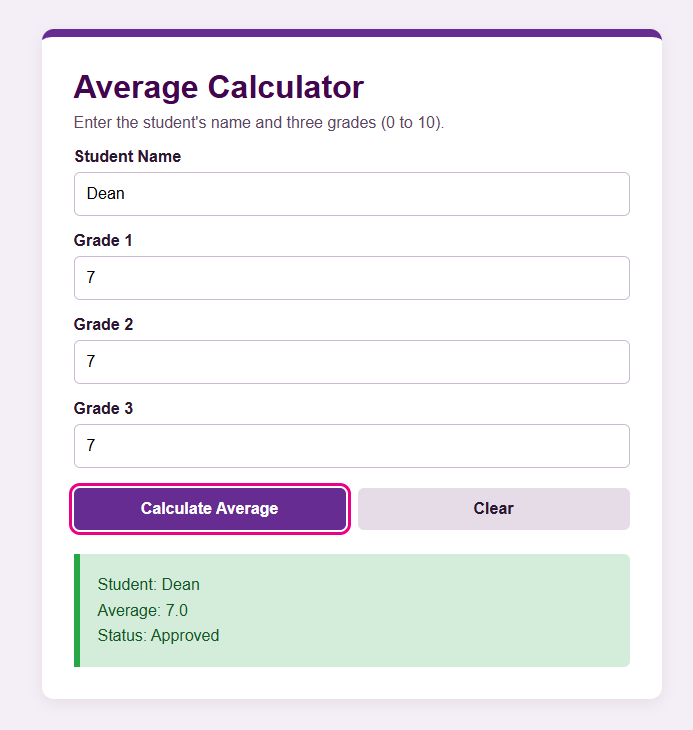 Average Calculator
Enter the student's name and three grades (0 to 10).
Student Name
Dean
Grade 1
7
Grade 2
7
Grade 3
7
Calculate Average
Clear
Student: Dean
Average: 7.0
Status: Approved